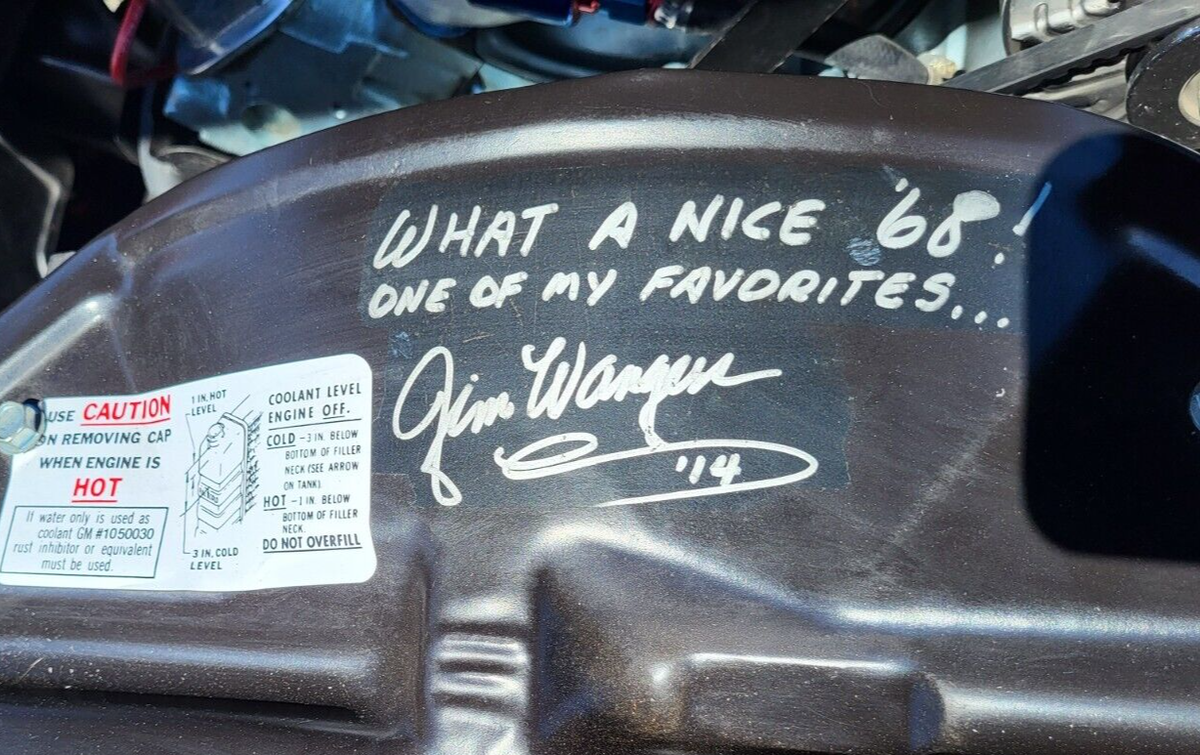 WHAT A NICE '68!
ONE OF MY FAVORITES...
Jim Wangers
'14
USE CAUTION
ON REMOVING CAP
WHEN ENGINE IS
HOT
If water only is used as
coolant GM #1050030
rust inhibitor or equivalent
must be used.
1 IN. HOT
LEVEL
3 IN. COLD
LEVEL
COOLANT LEVEL
ENGINE OFF.
COLD -3 IN. BELOW
BOTTOM OF FILLER
NECK (SEE ARROW
ON TANK).
HOT -1 IN. BELOW
BOTTOM OF FILLER
NECK.
DO NOT OVERFILL